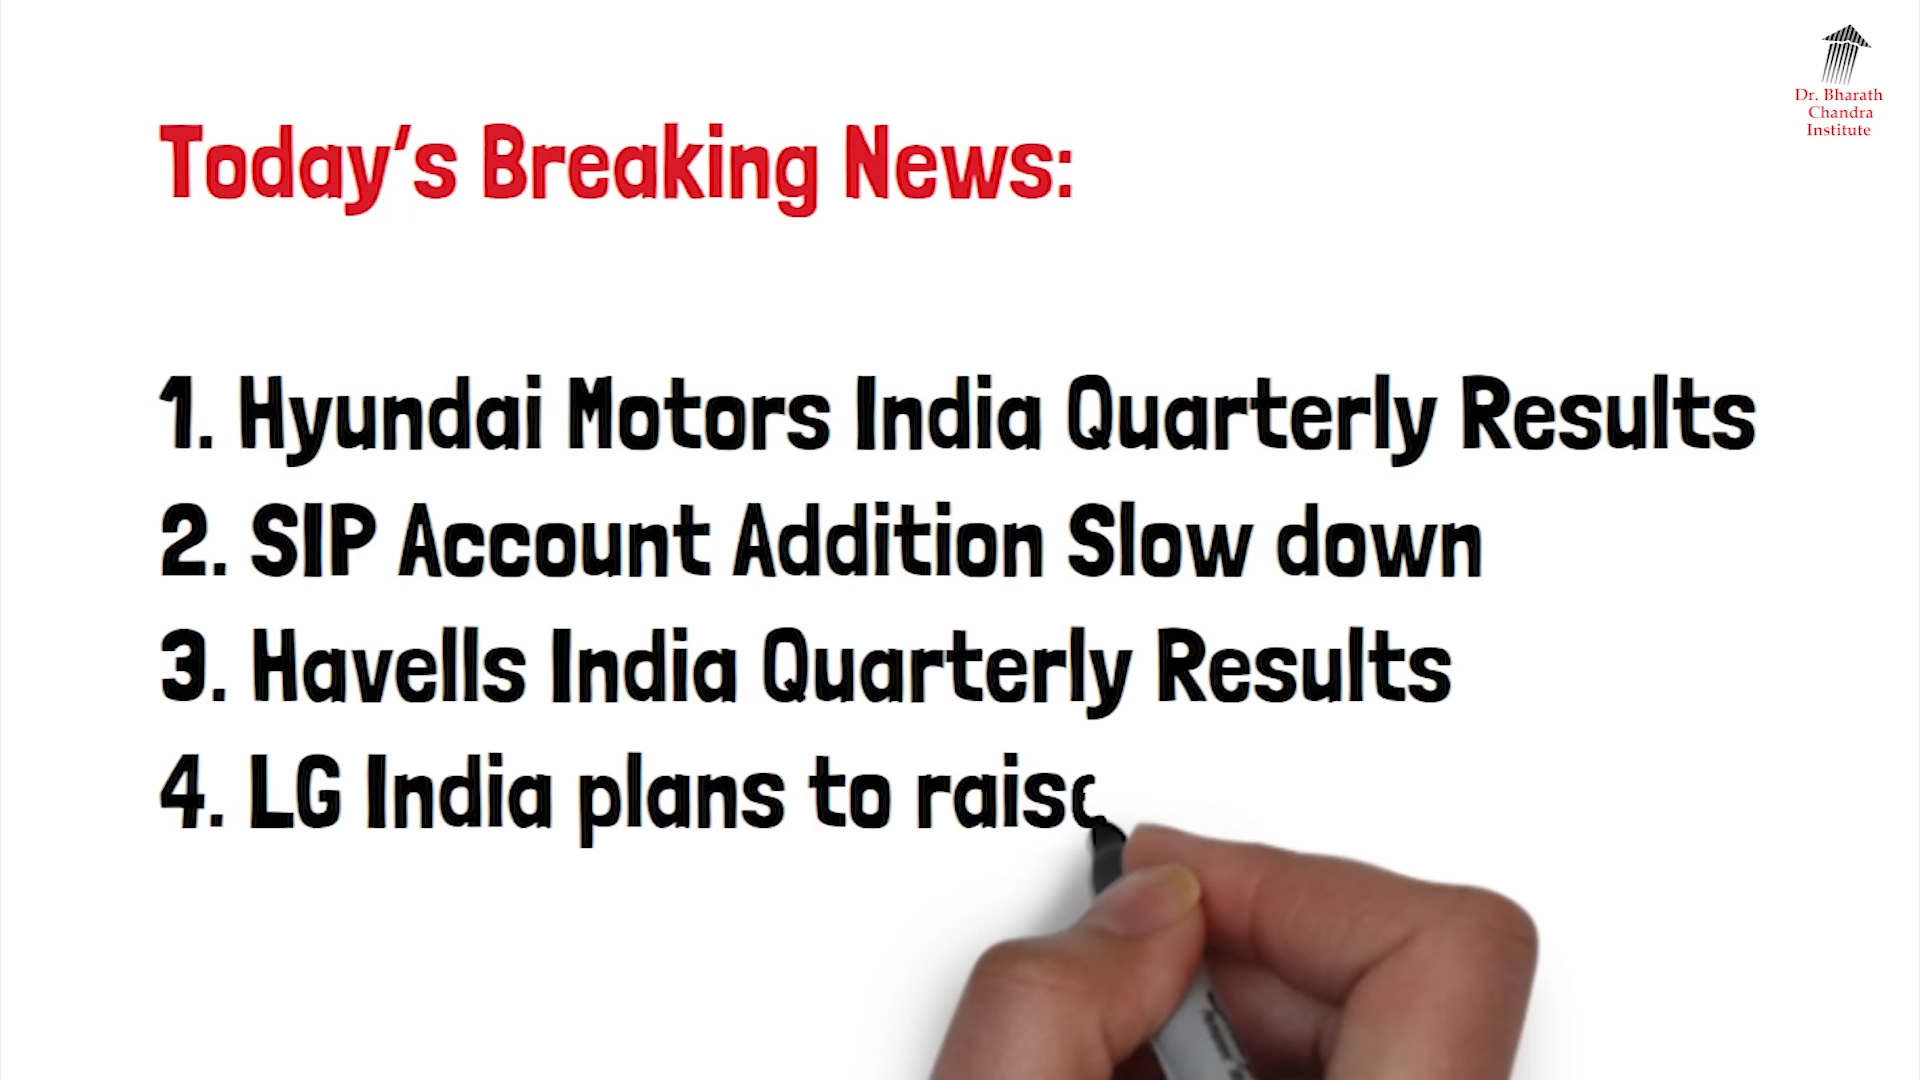 Dr. Bharath
Chandra
Institute
Today's Breaking News:
1. Hyundai Motors India Quarterly Results
2. SIP Account Addition Slow down
3. Havells India Quarterly Results
4. LG India plans to